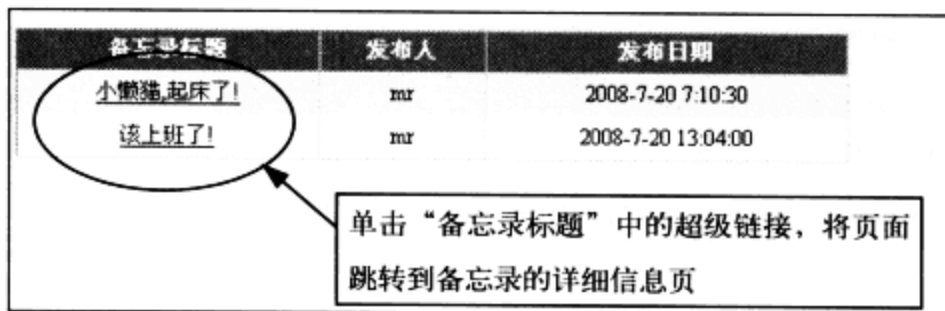 备忘录标题 发布人 发布日期
小懒猫,起床了! mr 2008-7-20 7:10:30
该上班了! mr 2008-7-20 13:04:00
单击“备忘录标题”中的超级链接，将页面
跳转到备忘录的详细信息页